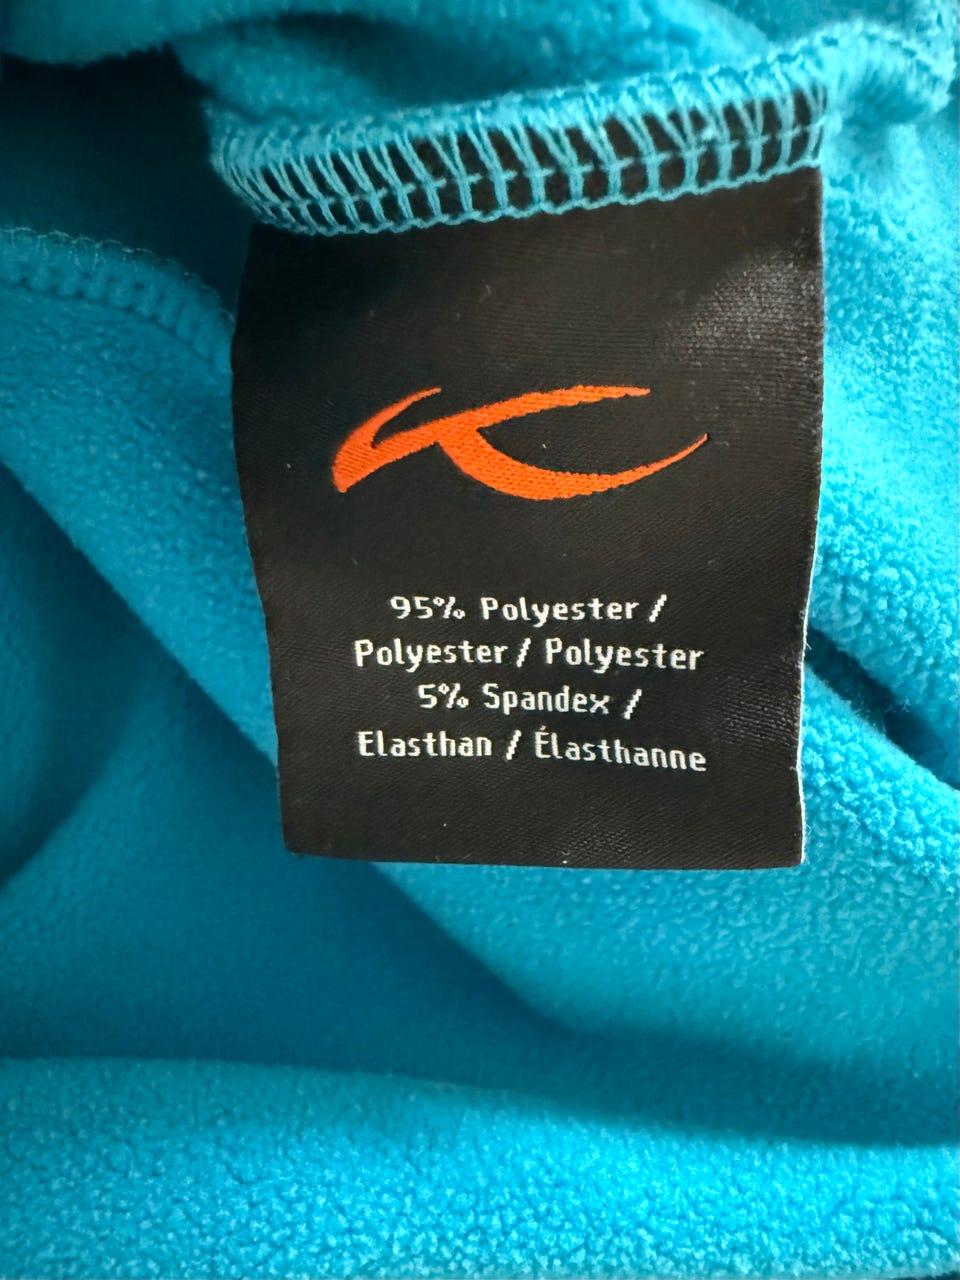 95% Polyester /
Polyester / Polyester
5% Spandex /
Elasthan / Élasthanne